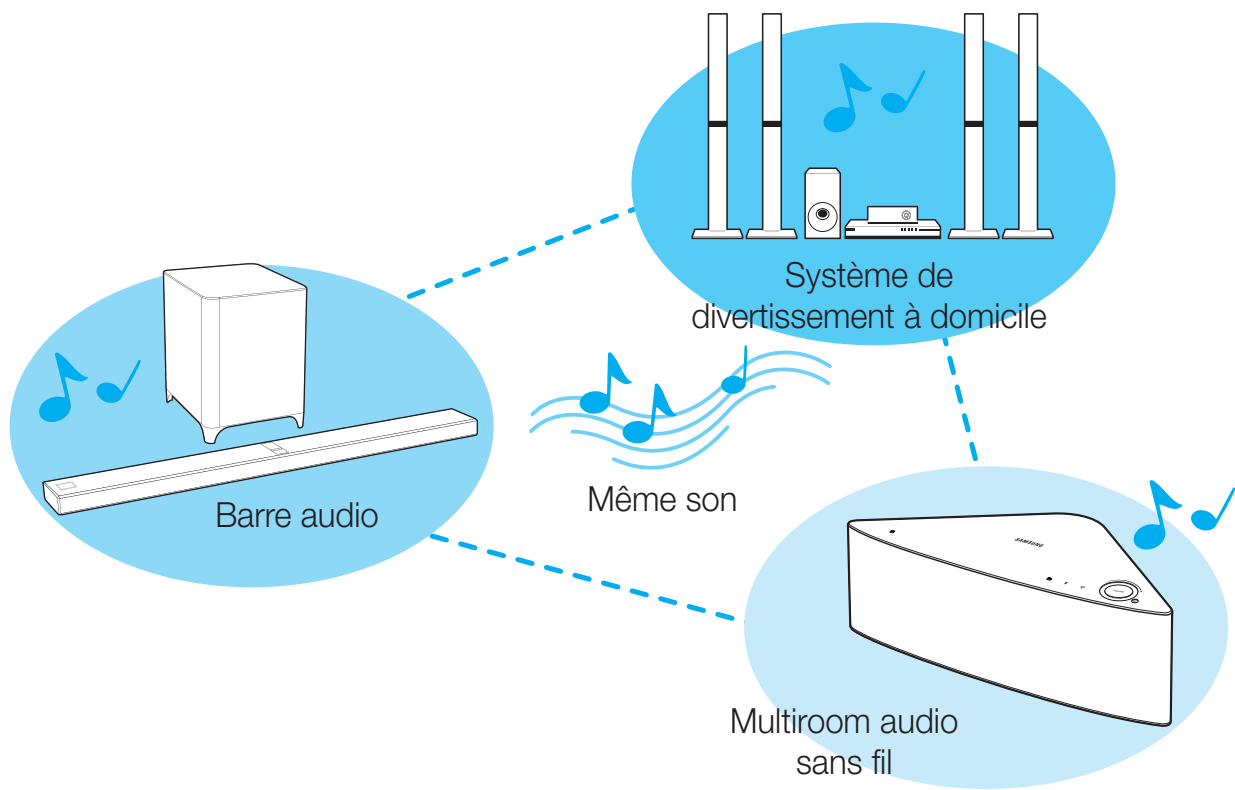 Système de
divertissement à domicile
Barre audio
Même son
SAMSUNG
Multiroom audio
sans fil